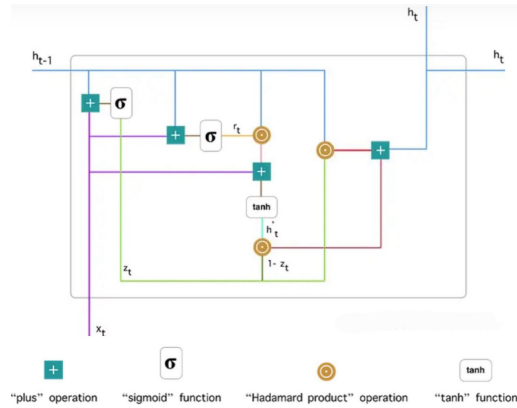 h_t
h_{t-1}
h_t
+
σ
+
σ
r_t
+
tanh
h'_t
z_t
1- z_t
x_t
+
σ
tanh
"plus" operation
"sigmoid" function
"Hadamard product" operation
"tanh" function